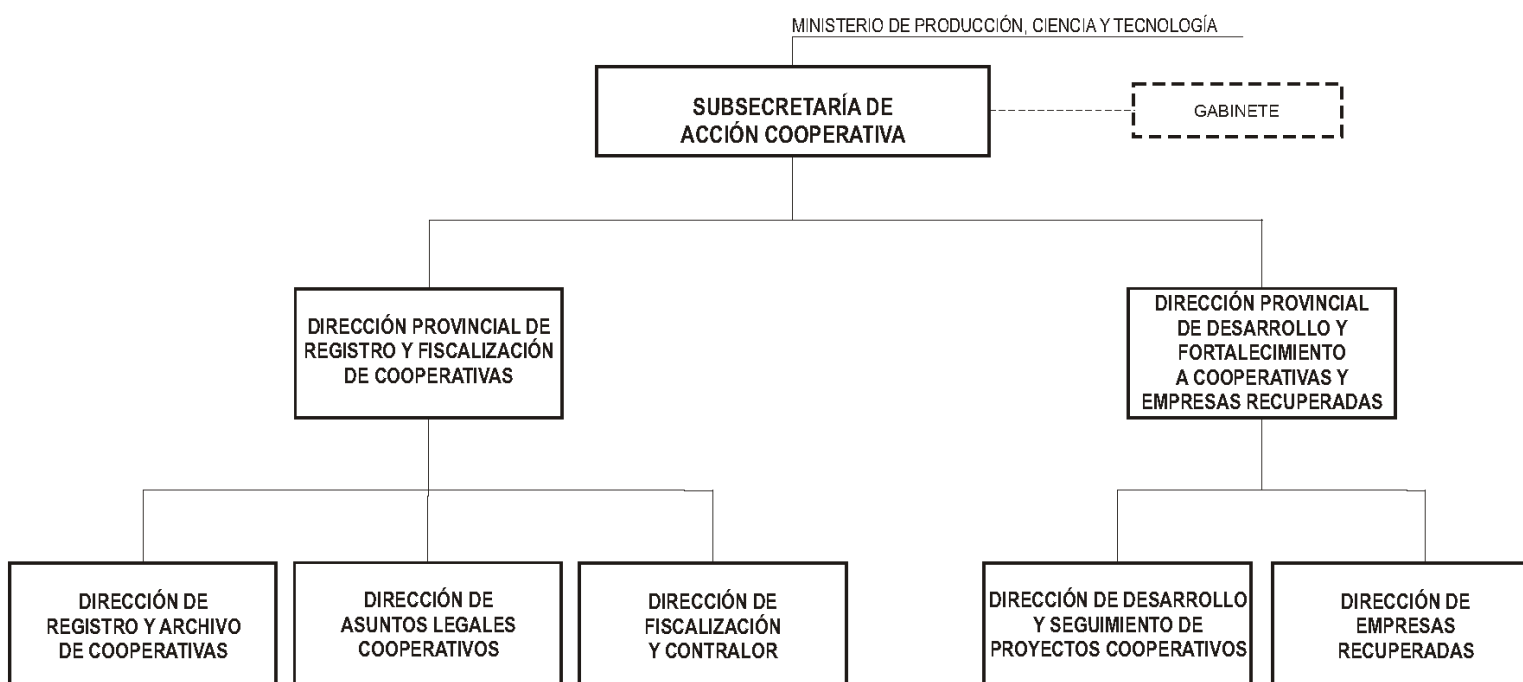 MINISTERIO DE PRODUCCIÓN, CIENCIA Y TECNOLOGÍA
SUBSECRETARÍA DE
ACCIÓN COOPERATIVA
GABINETE
DIRECCIÓN PROVINCIAL DE
REGISTRO Y FISCALIZACIÓN
DE COOPERATIVAS
DIRECCIÓN PROVINCIAL
DE DESARROLLO Y
FORTALECIMIENTO
A COOPERATIVAS Y
EMPRESAS RECUPERADAS
DIRECCIÓN DE
REGISTRO Y ARCHIVO
DE COOPERATIVAS
DIRECCIÓN DE
ASUNTOS LEGALES
COOPERATIVOS
DIRECCIÓN DE
FISCALIZACIÓN
Y CONTRALOR
DIRECCIÓN DE DESARROLLO
Y SEGUIMIENTO DE
PROYECTOS COOPERATIVOS
DIRECCIÓN DE
EMPRESAS
RECUPERADAS